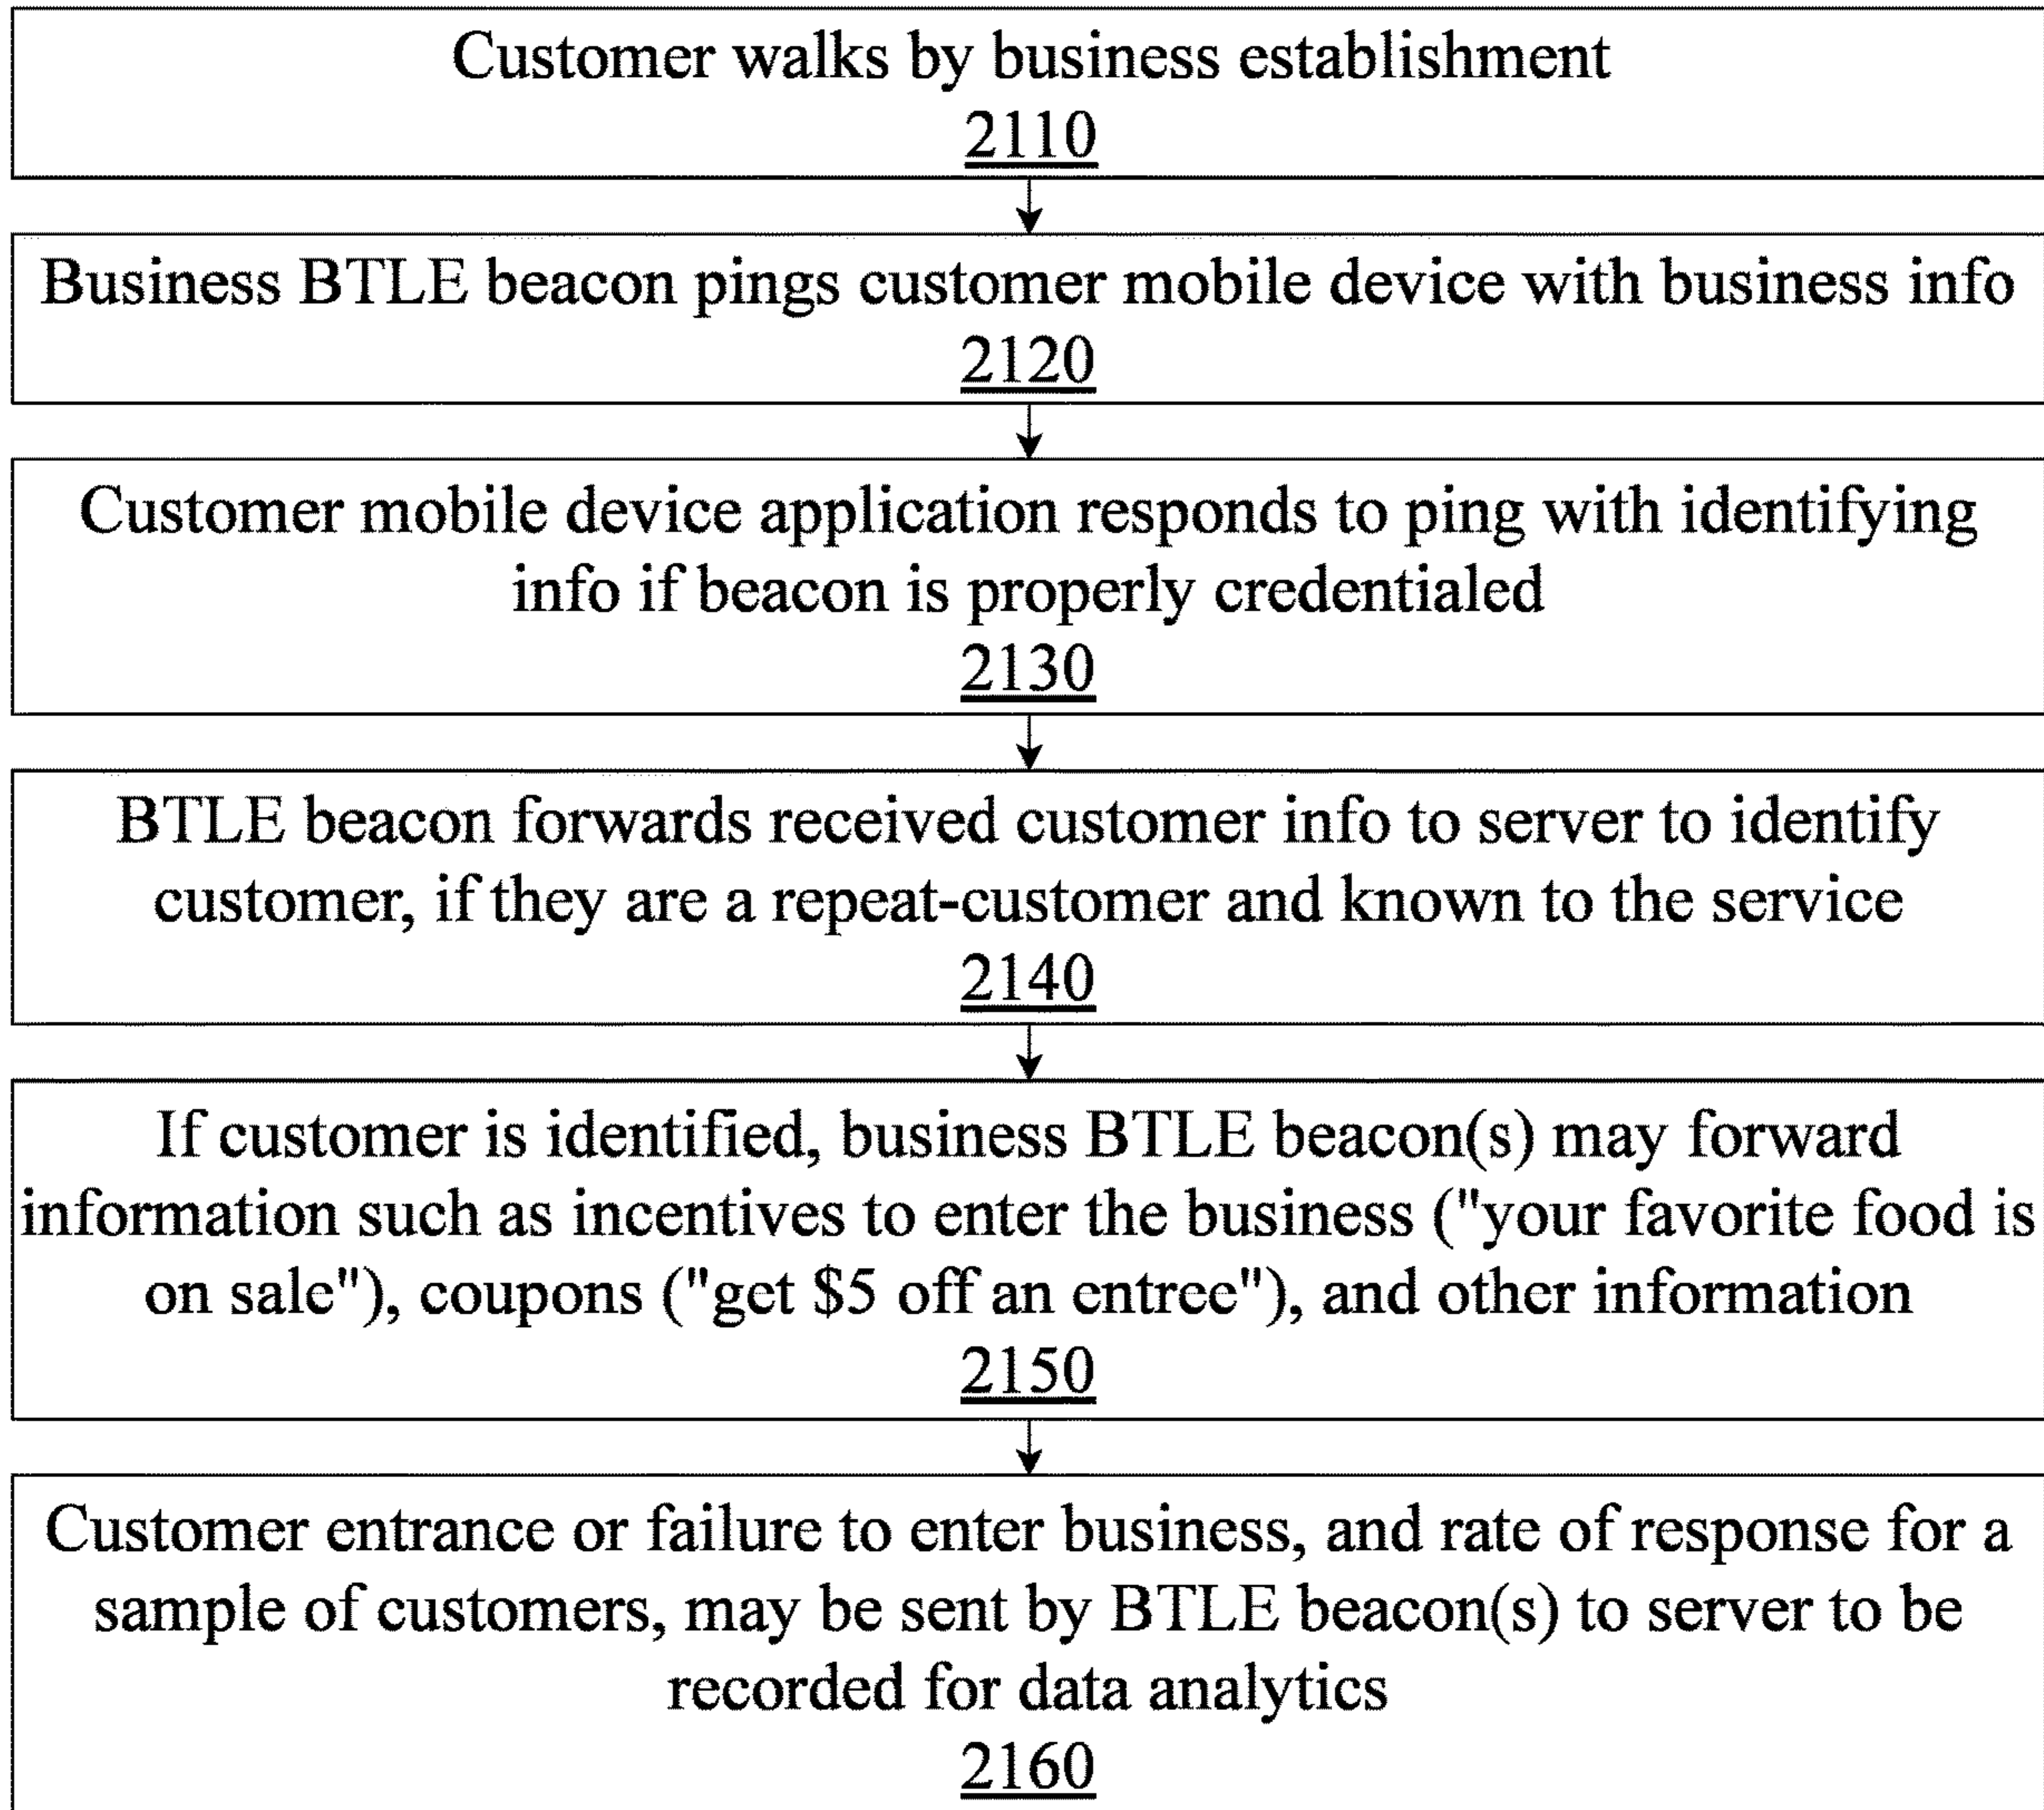 Customer walks by business establishment
2110
Business BTLE beacon pings customer mobile device with business info
2120
Customer mobile device application responds to ping with identifying
info if beacon is properly credentialed
2130
BTLE beacon forwards received customer info to server to identify
customer, if they are a repeat-customer and known to the service
2140
If customer is identified, business BTLE beacon(s) may forward
information such as incentives to enter the business ("your favorite food is
on sale"), coupons ("get $5 off an entree"), and other information
2150
Customer entrance or failure to enter business, and rate of response for a
sample of customers, may be sent by BTLE beacon(s) to server to be
recorded for data analytics
2160